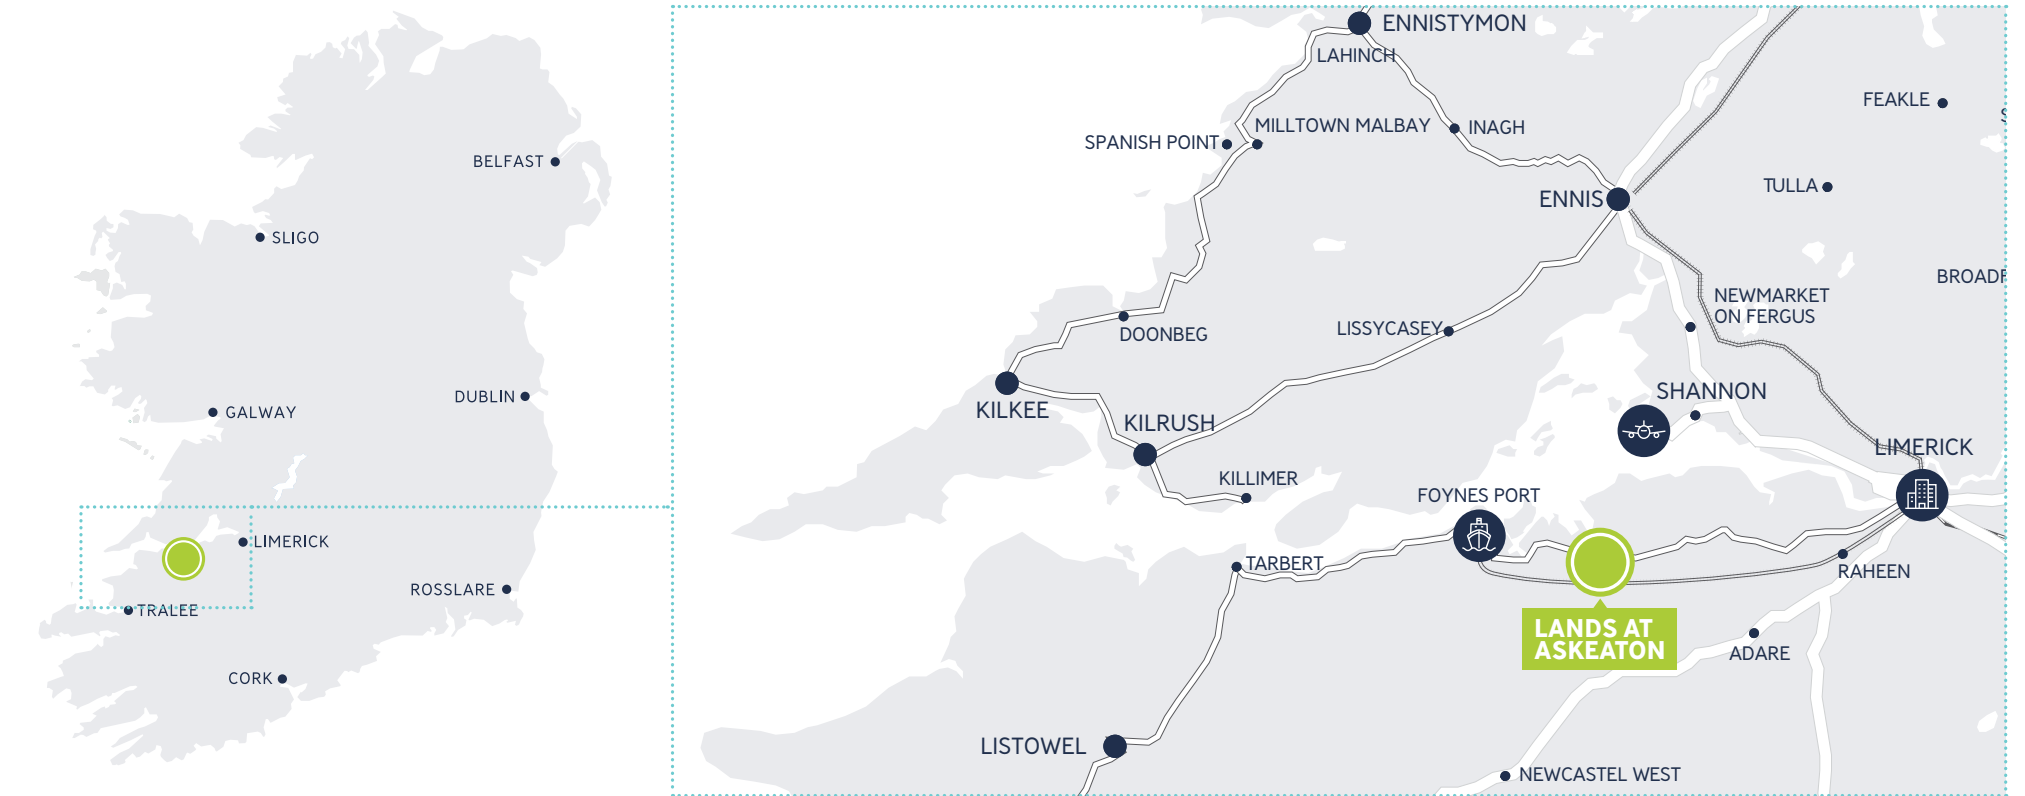 BELFAST
SLIGO
DUBLIN
GALWAY
LIMERICK
ROSSLARE
TRALEE
CORK
ENNISTYMON
LAHINCH
FEAKLE
MILLTOWN MALBAY
INAGH
SPANISH POINT
TULLA
ENNIS
NEWMARKET
ON FERGUS
DOONBEG
LISSYCASEY
SHANNON
KILKEE
KILRUSH
LIMERICK
KILLIMER
FOYNES PORT
TARBERT
RAHEEN
LANDS AT
ASKEATON
ADARE
LISTOWEL
NEWCASTEL WEST